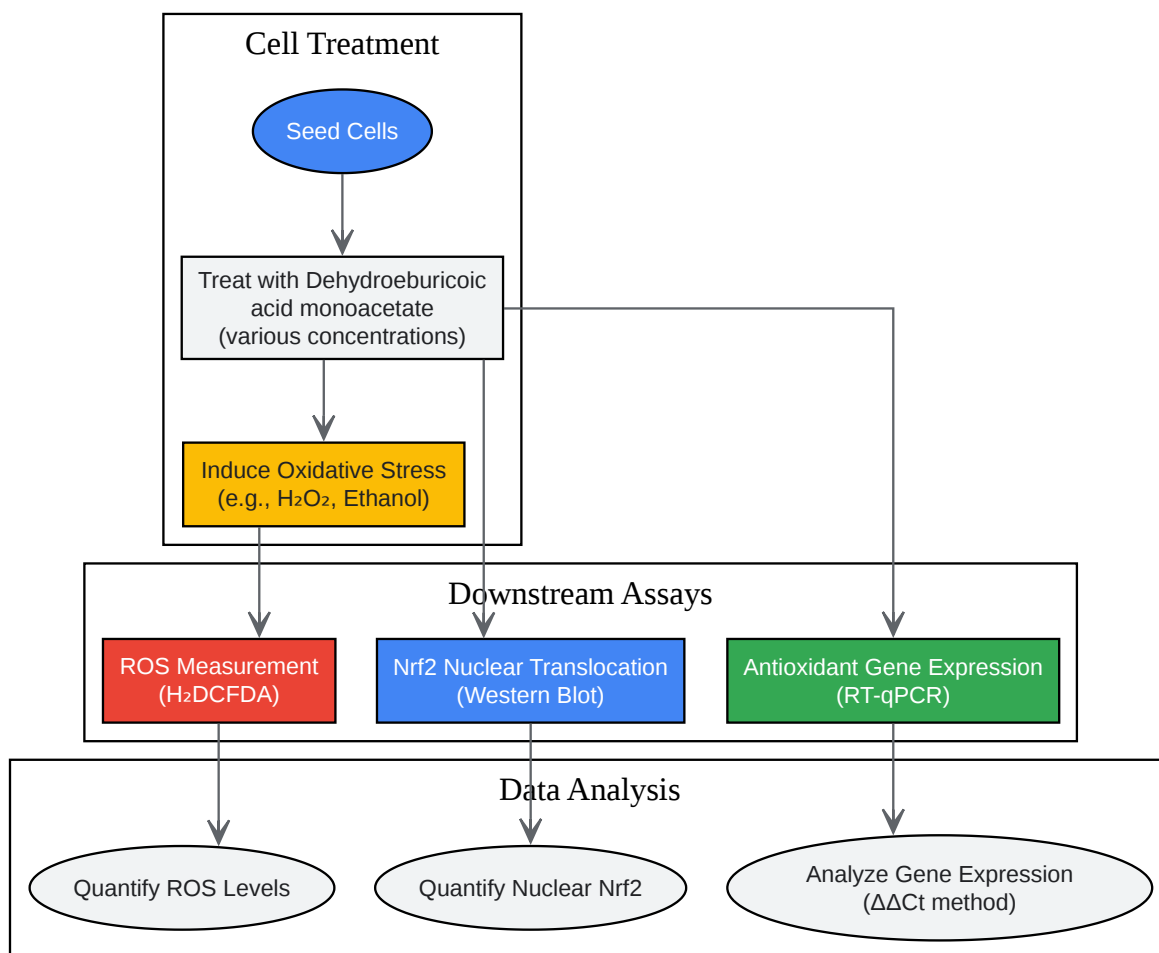 Cell Treatment
Seed Cells
Treat with Dehydroeburicoic
acid monoacetate
(various concentrations)
Induce Oxidative Stress
(e.g., H₂O₂, Ethanol)
Downstream Assays
ROS Measurement
(H₂DCFDA)
Nrf2 Nuclear Translocation
(Western Blot)
Antioxidant Gene Expression
(RT-qPCR)
Data Analysis
Quantify ROS Levels
Quantify Nuclear Nrf2
Analyze Gene Expression
(ΔΔCt method)